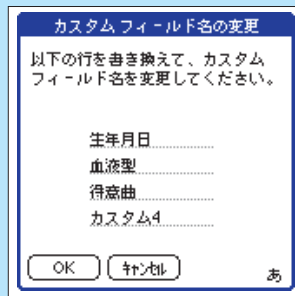 カスタム フィールド名の変更
以下の行を書き換えて、カスタム
フィールド名を変更してください。
生年月日
血液型
得意曲
カスタム4
OK
キャンセル
あ